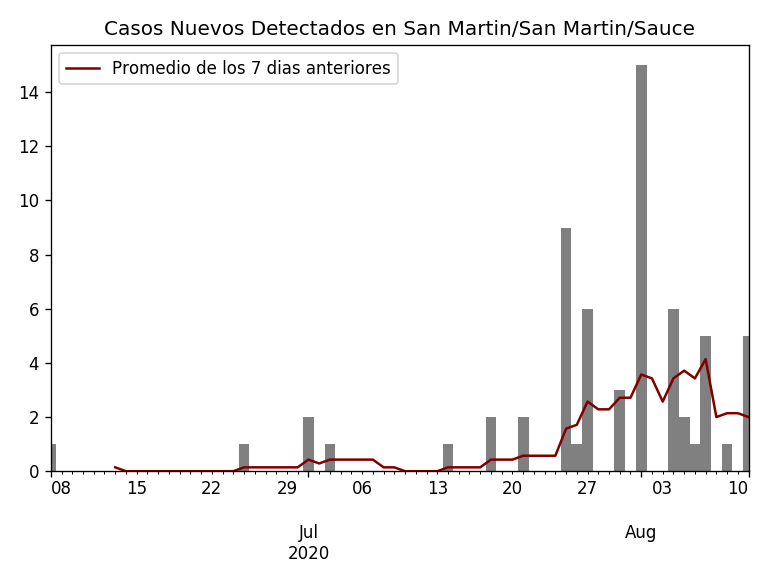 Casos Nuevos Detectados en San Martin/San Martin/Sauce
Promedio de los 7 dias anteriores
14
12
10
8
6
4
2
0
08 15 22 29 06 13 20 27 03 10
Jul Aug
2020